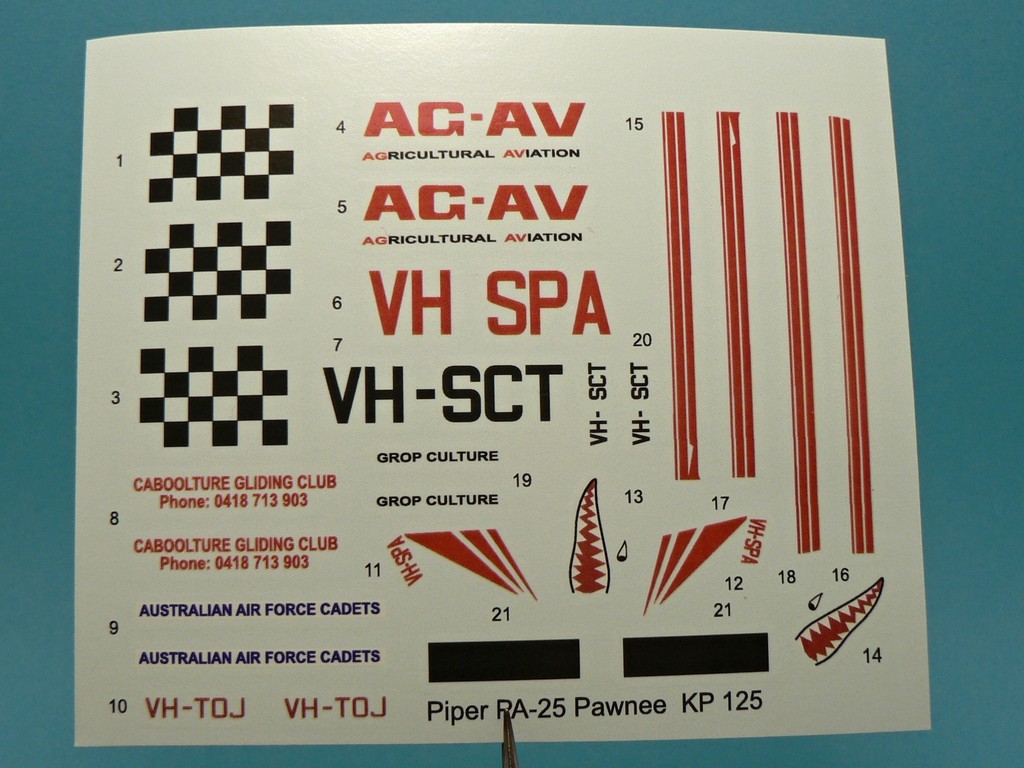 1
2
3
4
AG-AV
AGRICULTURAL AVIATION
5
AG-AV
AGRICULTURAL AVIATION
6
VH SPA
7
VH-SCT
20
VH- SCT
VH- SCT
15
GROP CULTURE
19
GROP CULTURE
8
CABOOLTURE GLIDING CLUB
Phone: 0418 713 903
CABOOLTURE GLIDING CLUB
Phone: 0418 713 903
13
17
11
VH-SPA
VH-SPA
12
18
16
21
21
9
AUSTRALIAN AIR FORCE CADETS
AUSTRALIAN AIR FORCE CADETS
14
10
VH-TOJ
VH-TOJ
Piper PA-25 Pawnee KP 125